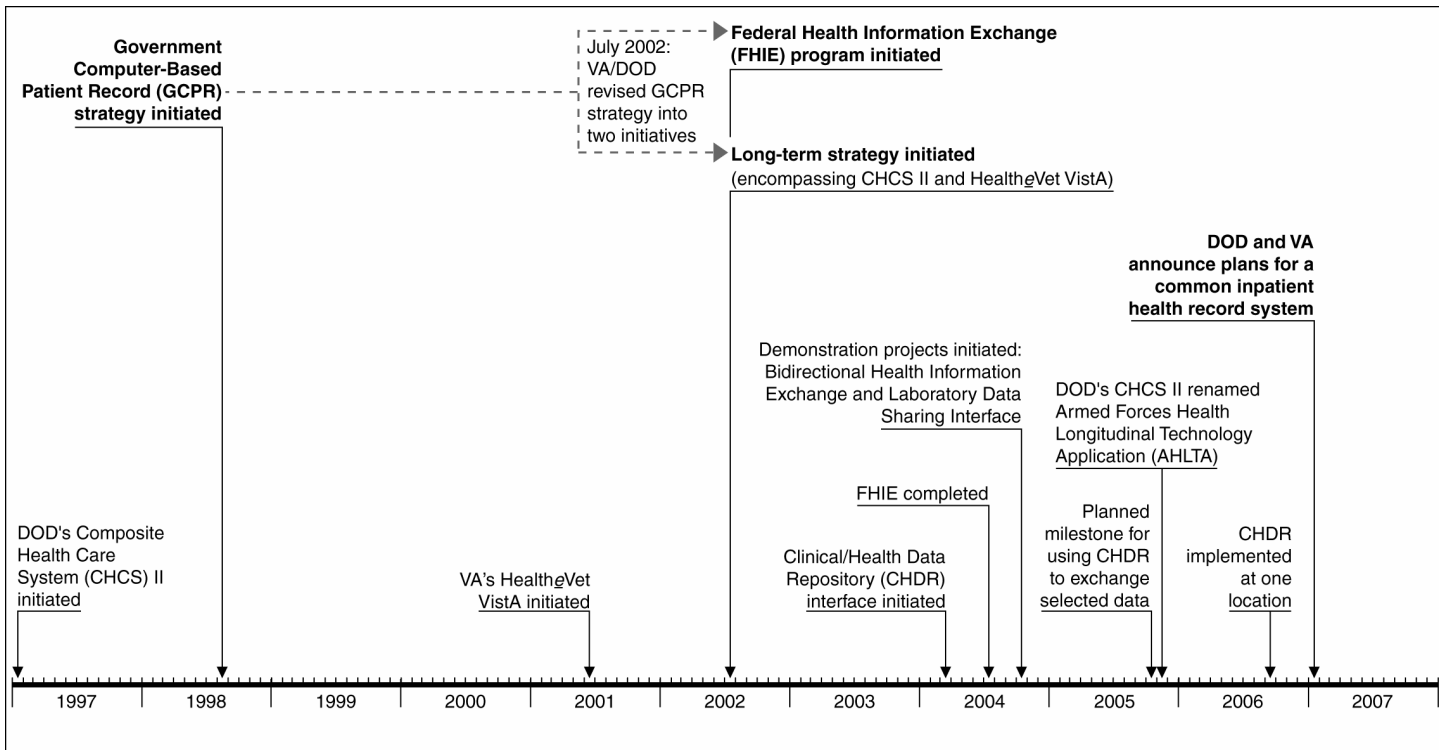 Government
Computer-Based
Patient Record (GCPR)
strategy initiated
July 2002:
VA/DOD
revised GCPR
strategy into
two initiatives
Federal Health Information Exchange
(FHIE) program initiated
Long-term strategy initiated
(encompassing CHCS II and HealtheVet VistA)
DOD and VA
announce plans for a
common inpatient
health record system
Demonstration projects initiated:
Bidirectional Health Information
Exchange and Laboratory Data
Sharing Interface
DOD's CHCS II renamed
Armed Forces Health
Longitudinal Technology
Application (AHLTA)
FHIE completed
DOD's Composite
Health Care
System (CHCS) II
initiated
VA's HealtheVet
VistA initiated
Clinical/Health Data
Repository (CHDR)
interface initiated
Planned
milestone for
using CHDR
to exchange
selected data
CHDR
implemented
at one
location
1997 1998 1999 2000 2001 2002 2003 2004 2005 2006 2007